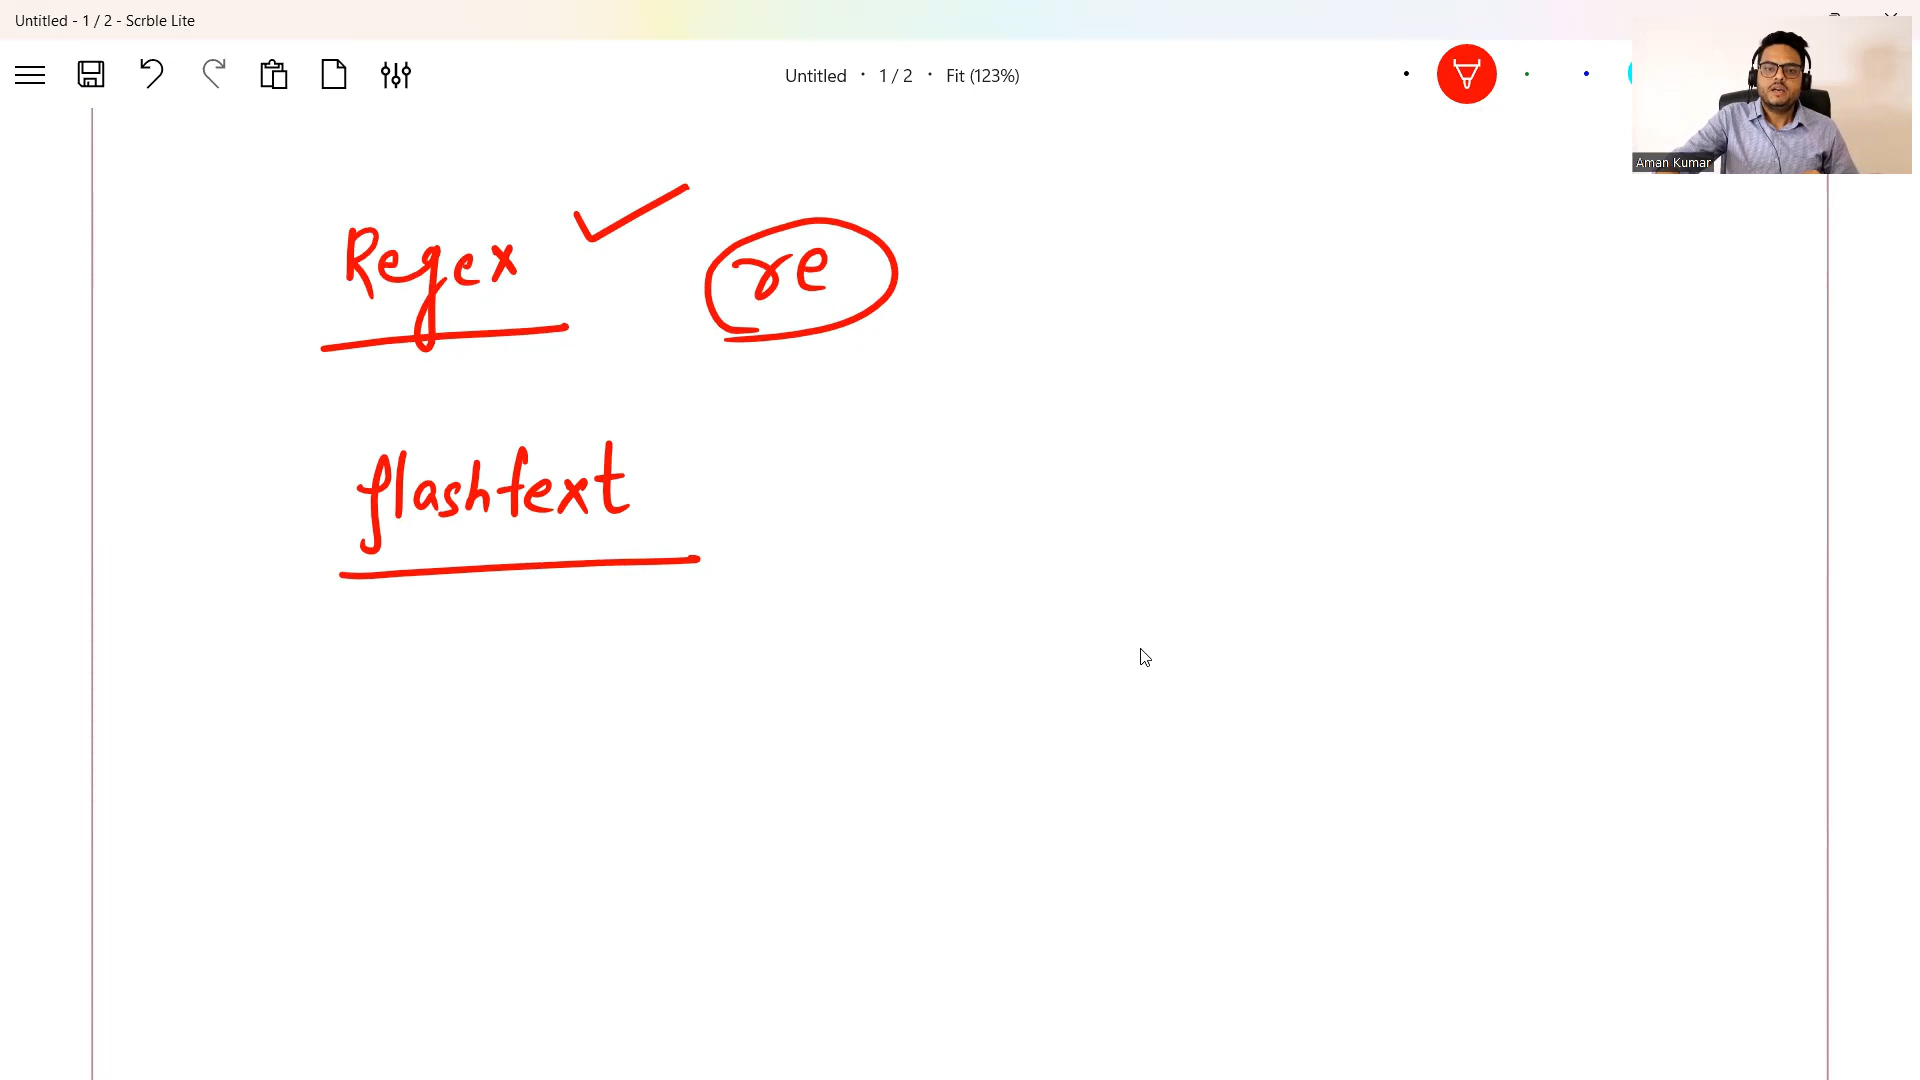 Untitled - 1 / 2 - Scrble Lite
Untitled · 1 / 2 · Fit (123%)
Aman Kumar
Regex re
flashtext